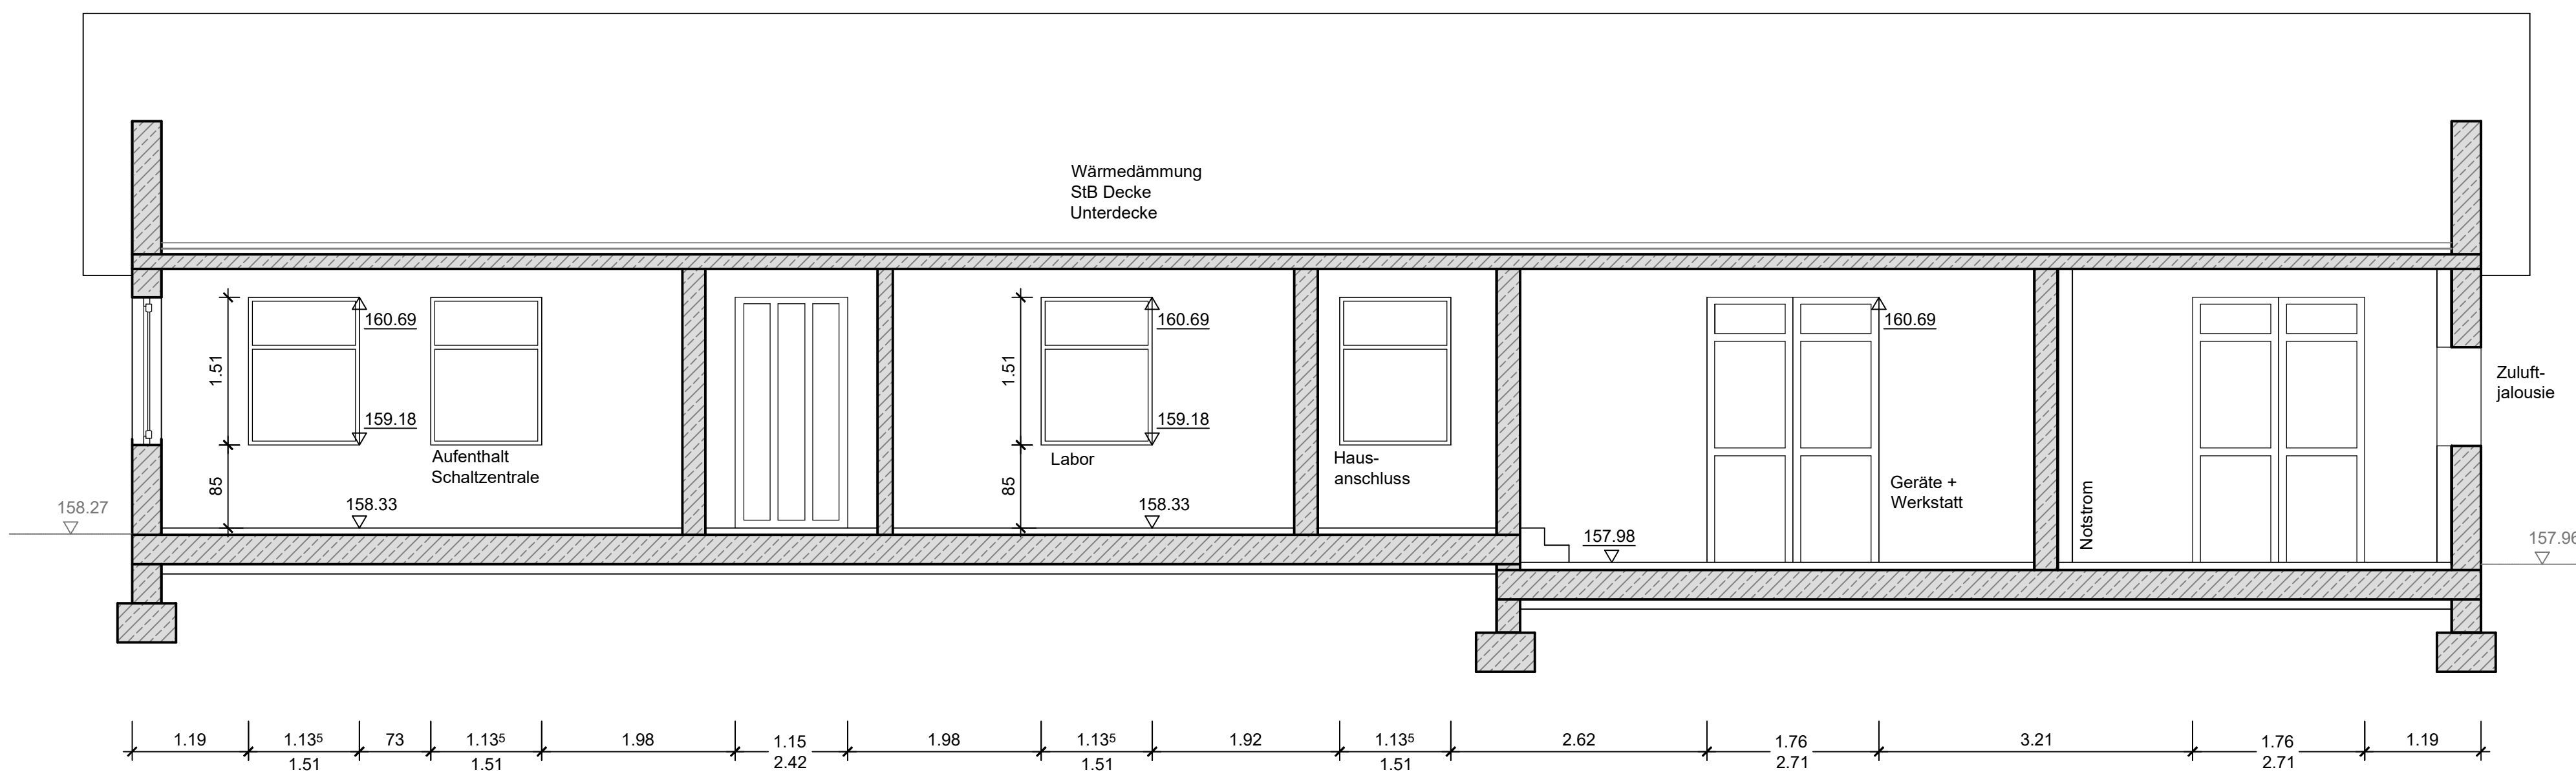 Wärmedämmung
StB Decke
Unterdecke
160.69
160.69
160.69
1.51
1.51
Zuluft-
jalousie
159.18
159.18
Aufenthalt
Schaltzentrale
Labor
Haus-
anschluss
85
85
Geräte +
Werkstatt
Notstrom
158.27
158.33
158.33
157.98
157.96
1.19
1.13⁵
73
1.13⁵
1.98
1.15
1.98
1.13⁵
1.92
1.13⁵
2.62
1.76
3.21
1.76
1.19
1.51
1.51
2.42
1.51
1.51
2.71
2.71